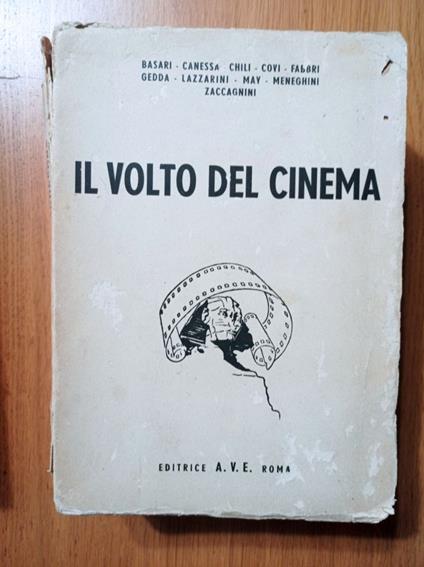 BASARI - CANESSA CHILI - COVI - FABBRI
GEDDA - LAZZARINI - MAY - MENEGHINI
ZACCAGNINI
IL VOLTO DEL CINEMA
EDITRICE A.V.E. ROMA